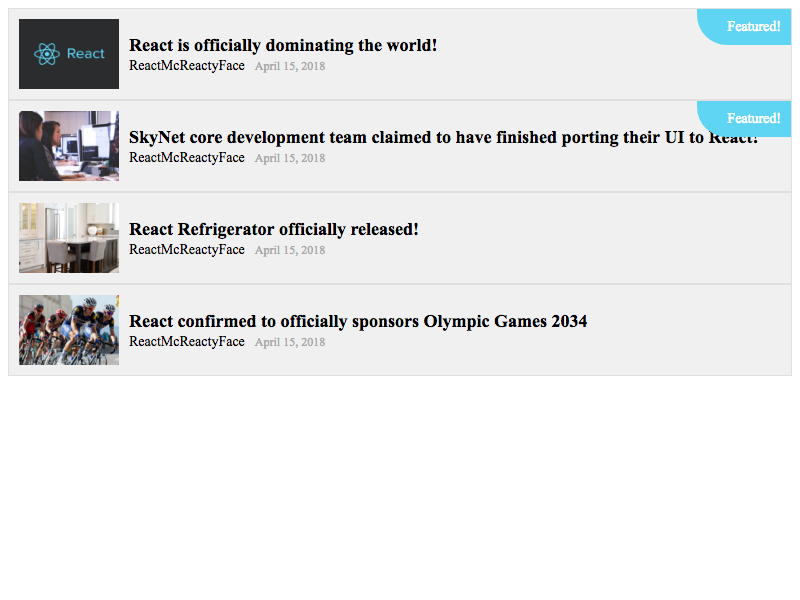 React
React is officially dominating the world!
Featured!
ReactMcReactyFace April 15, 2018
Featured!
SkyNet core development team claimed to have finished porting their UI to React!
ReactMcReactyFace April 15, 2018
React Refrigerator officially released!
ReactMcReactyFace April 15, 2018
React confirmed to officially sponsors Olympic Games 2034
ReactMcReactyFace April 15, 2018